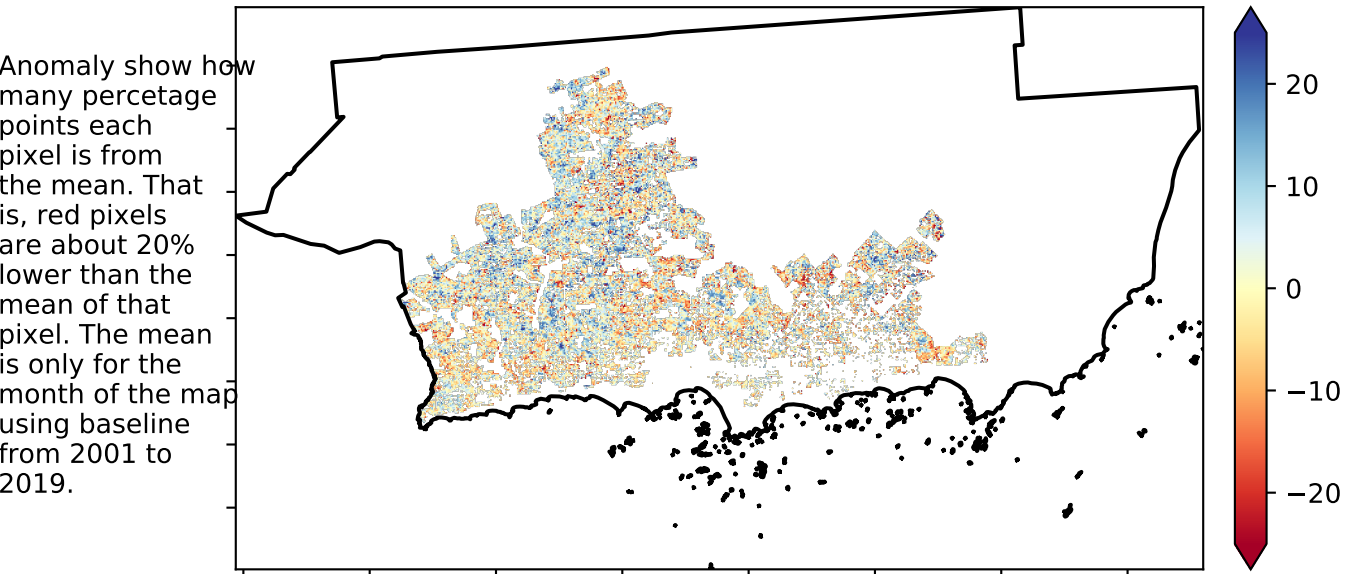 Anomaly show how
many percetage
points each
pixel is from
the mean. That
is, red pixels
are about 20%
lower than the
mean of that
pixel. The mean
is only for the
month of the map
using baseline
from 2001 to
2019.
20
10
0
−10
−20